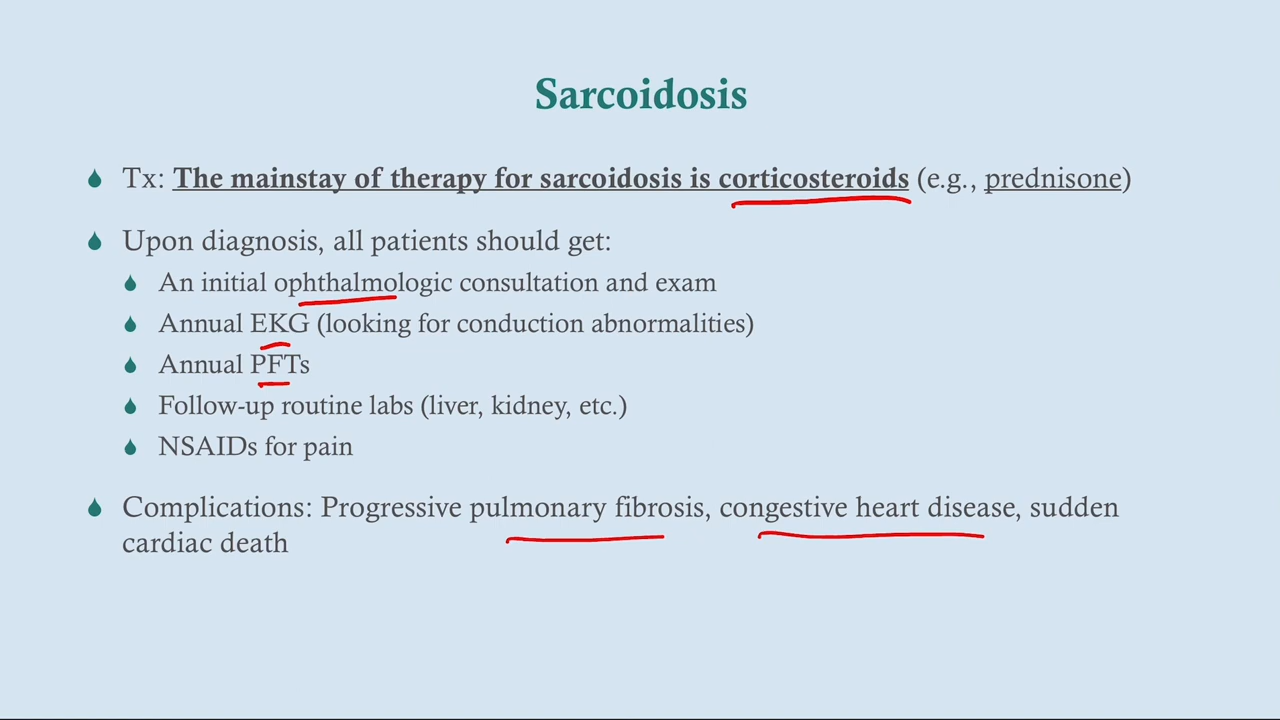 Sarcoidosis
Tx: The mainstay of therapy for sarcoidosis is corticosteroids (e.g., prednisone)
Upon diagnosis, all patients should get:
An initial ophthalmologic consultation and exam
Annual EKG (looking for conduction abnormalities)
Annual PFTs
Follow-up routine labs (liver, kidney, etc.)
NSAIDs for pain
Complications: Progressive pulmonary fibrosis, congestive heart disease, sudden
cardiac death